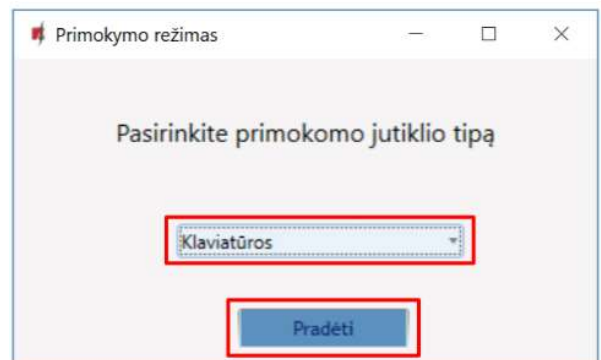 Primokymo režimas
Pasirinkite primokomo jutiklio tipą
Klaviatūros
Pradėti